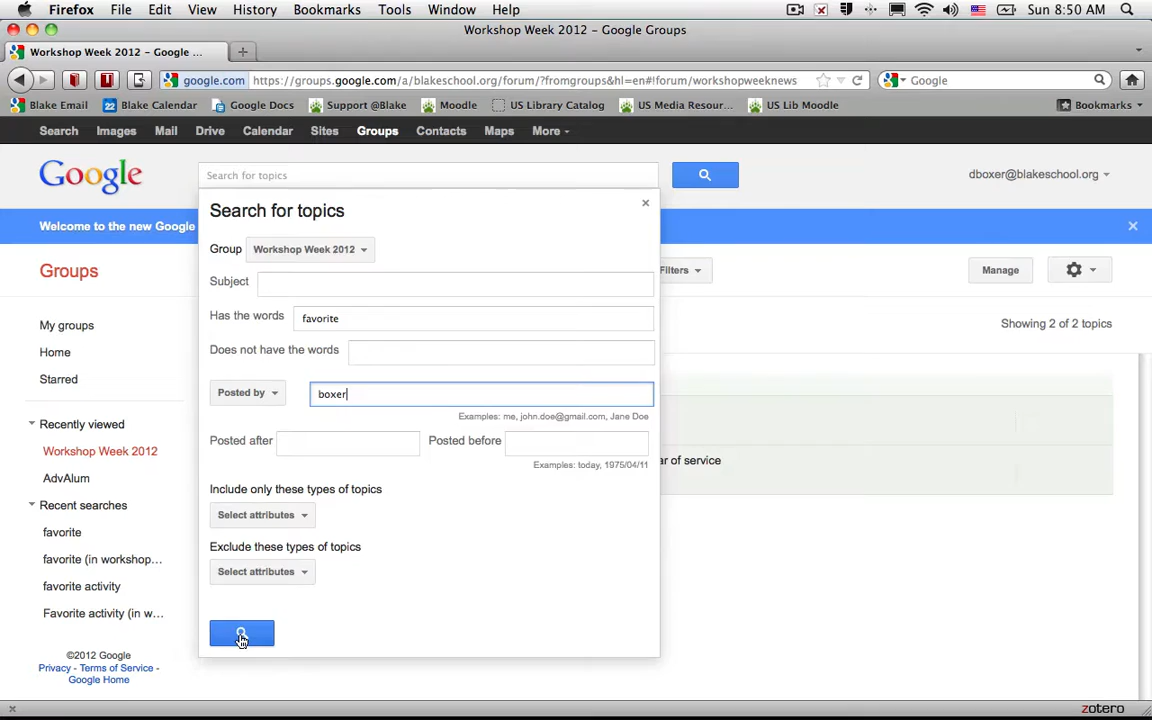 Firefox File Edit View History Bookmarks Tools Window Help Sun 8:50 AM
Workshop Week 2012 – Google Groups
Workshop Week 2012 – Google ...
google.com https://groups.google.com/a/blakeschool.org/forum/?fromgroups&hl=en#!forum/workshopweeknews Google
Blake Email Blake Calendar Google Docs Support @Blake Moodle US Library Catalog US Media Resour... US Lib Moodle Bookmarks
Search Images Mail Drive Calendar Sites Groups Contacts Maps More
Google Search for topics dboxer@blakeschool.org
Welcome to the new Google
Search for topics
Group Workshop Week 2012
Groups Filters Manage
Subject
Has the words favorite
My groups Showing 2 of 2 topics
Home Does not have the words
Starred
Posted by boxer
Examples: me, john.doe@gmail.com, Jane Doe
Recently viewed
Posted after Posted before
Workshop Week 2012 ar of service
Examples: today, 1975/04/11
AdvAlum
Include only these types of topics
Recent searches
Select attributes
favorite
Exclude these types of topics
favorite (in workshop...
Select attributes
favorite activity
Favorite activity (in w...
©2012 Google
Privacy - Terms of Service -
Google Home
zotero